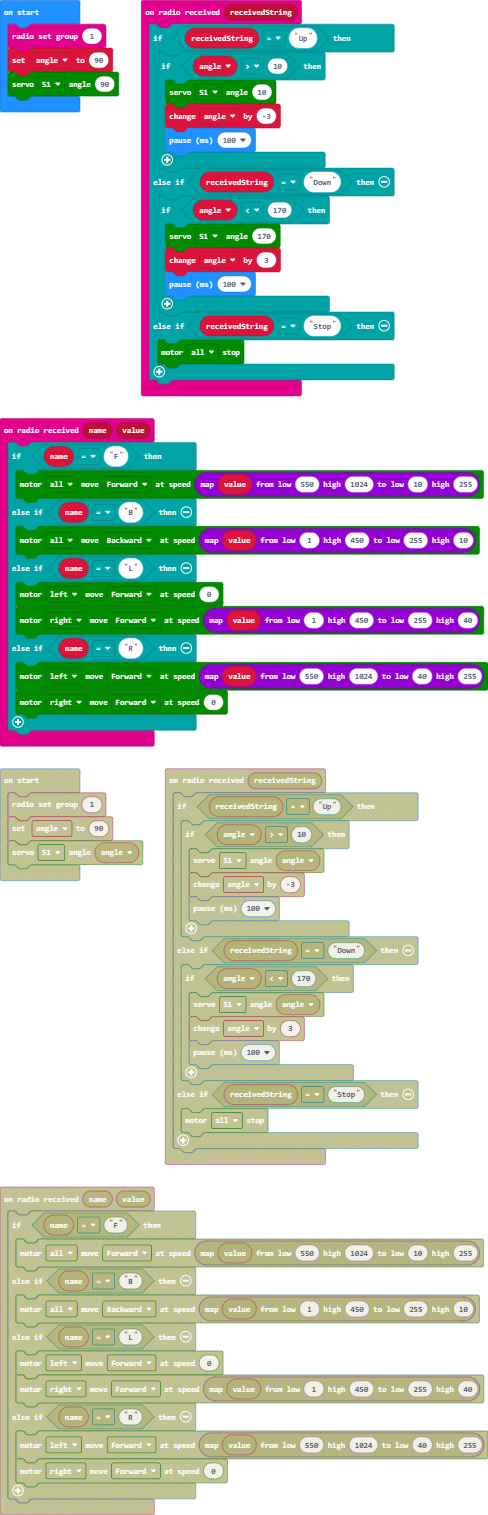 on start
radio set group 1
set angle to 90
servo S1 angle 90
on radio received receivedString
if receivedString = "Up" then
if angle > 10 then
servo S1 angle 10
change angle by -3
pause (ms) 100
else if receivedString = "Down" then
if angle < 170 then
servo S1 angle 170
change angle by 3
pause (ms) 100
else if receivedString = "Stop" then
motor all stop
on radio received name value
if name = "F" then
motor all move Forward at speed map value from low 550 high 1024 to low 10 high 255
else if name = "B" then
motor all move Backward at speed map value from low 1 high 450 to low 255 high 10
else if name = "L" then
motor left move Forward at speed 0
motor right move Forward at speed map value from low 1 high 450 to low 255 high 40
else if name = "R" then
motor left move Forward at speed map value from low 550 high 1024 to low 40 high 255
motor right move Forward at speed 0
on start
radio set group 1
set angle to 90
servo S1 angle angle
on radio received receivedString
if receivedString = "Up" then
if angle > 10 then
servo S1 angle angle
change angle by -3
pause (ms) 100
else if receivedString = "Down" then
if angle < 170 then
servo S1 angle angle
change angle by 3
pause (ms) 100
else if receivedString = "Stop" then
motor all stop
on radio received name value
if name = "F" then
motor all move Forward at speed map value from low 550 high 1024 to low 10 high 255
else if name = "B" then
motor all move Backward at speed map value from low 1 high 450 to low 255 high 10
else if name = "L" then
motor left move Forward at speed 0
motor right move Forward at speed map value from low 1 high 450 to low 255 high 40
else if name = "R" then
motor left move Forward at speed map value from low 550 high 1024 to low 40 high 255
motor right move Forward at speed 0